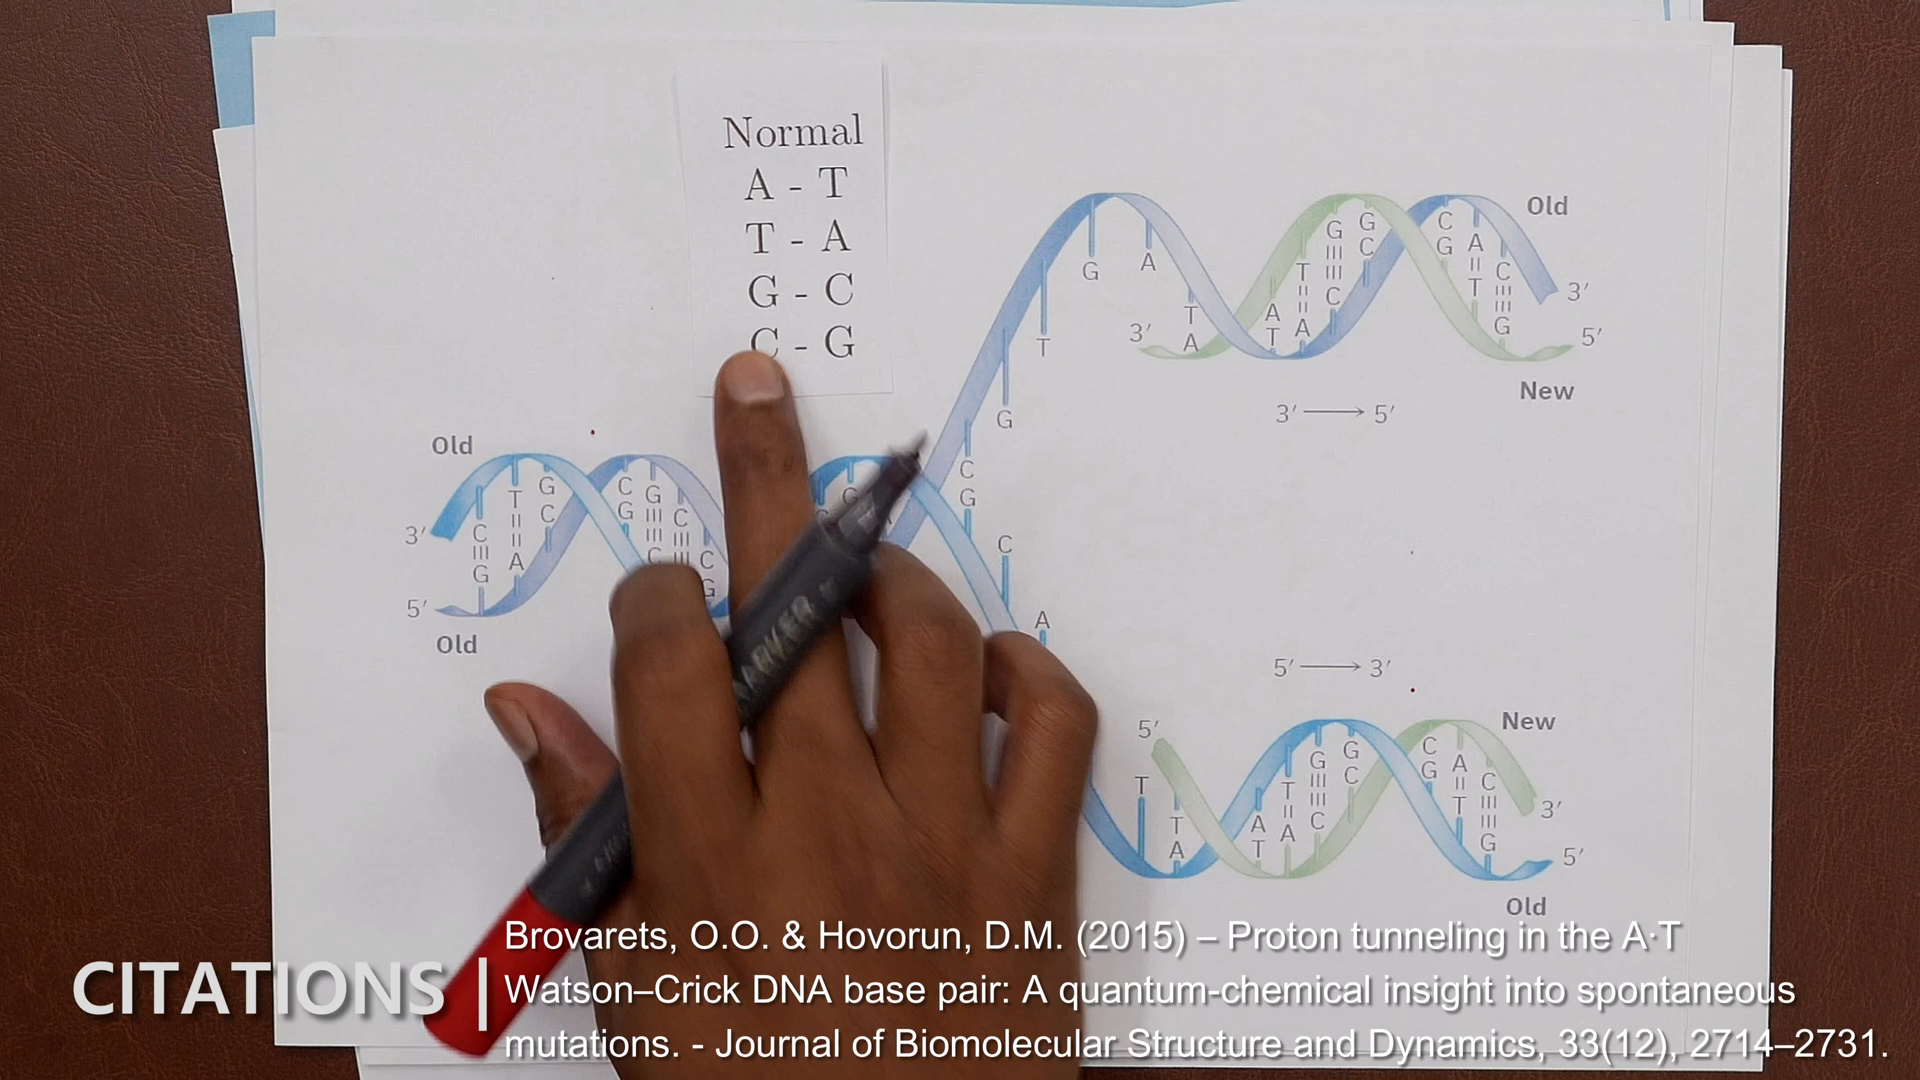 Normal
A - T
T - A
G - C
C - G
Old
3′
5′
Old
T
G
C
G
A
C
C
G
G
C
C
G
C
G
C
G
G
T
G
A
T
A
3′
A
T
T
A
G
C
G
C
C
G
A
T
C
G
Old
3′
5′
New
3′ → 5′
C
A
5′ → 3′
5′
T
T
A
A
T
T
A
G
C
G
C
C
G
A
T
C
G
New
3′
5′
Old
MARKER
CITATIONS |
Brovarets, O.O. & Hovorun, D.M. (2015) – Proton tunneling in the A·T
Watson–Crick DNA base pair: A quantum-chemical insight into spontaneous
mutations. - Journal of Biomolecular Structure and Dynamics, 33(12), 2714–2731.